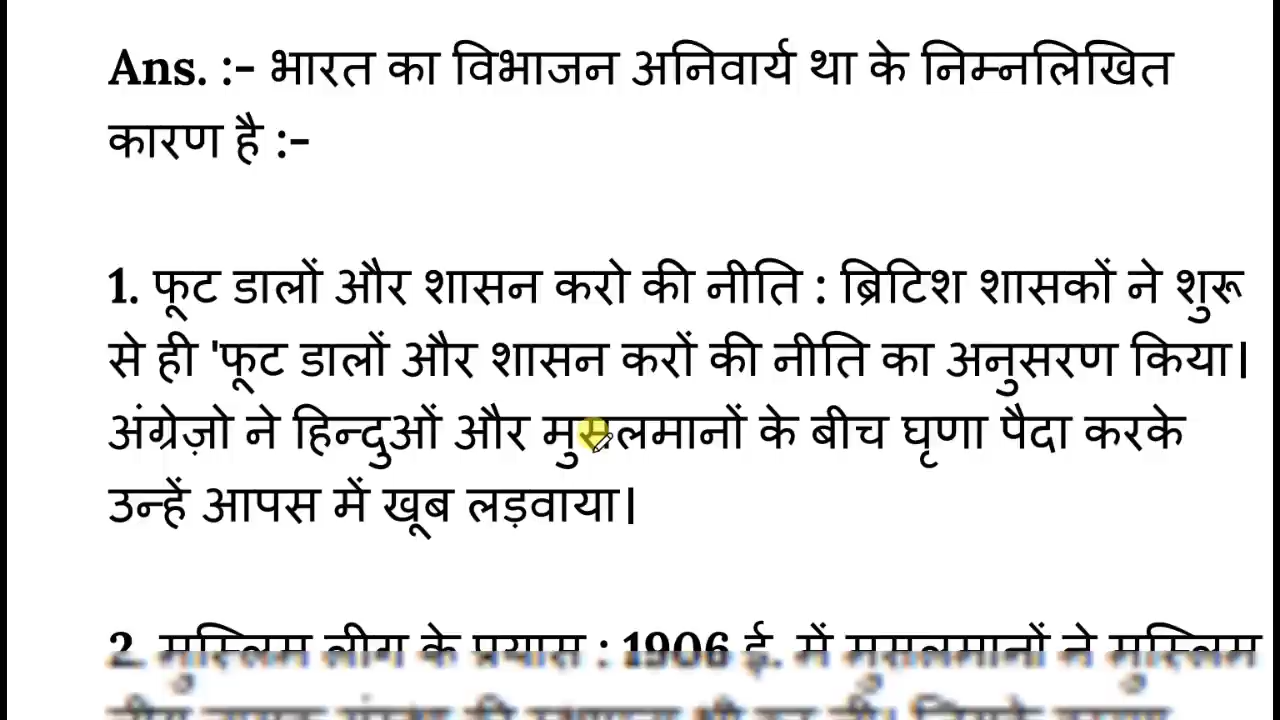 Ans. :- भारत का विभाजन अनिवार्य था के निम्नलिखित
कारण है :-
1. फूट डालों और शासन करो की नीति : ब्रिटिश शासकों ने शुरू
से ही 'फूट डालों और शासन करों की नीति का अनुसरण किया।
अंग्रेज़ो ने हिन्दुओं और मुसलमानों के बीच घृणा पैदा करके
उन्हें आपस में खूब लड़वाया।
2. मुस्लिम लीग के प्रयास : 1906 ई. में मुसलमानों ने मुस्लिम